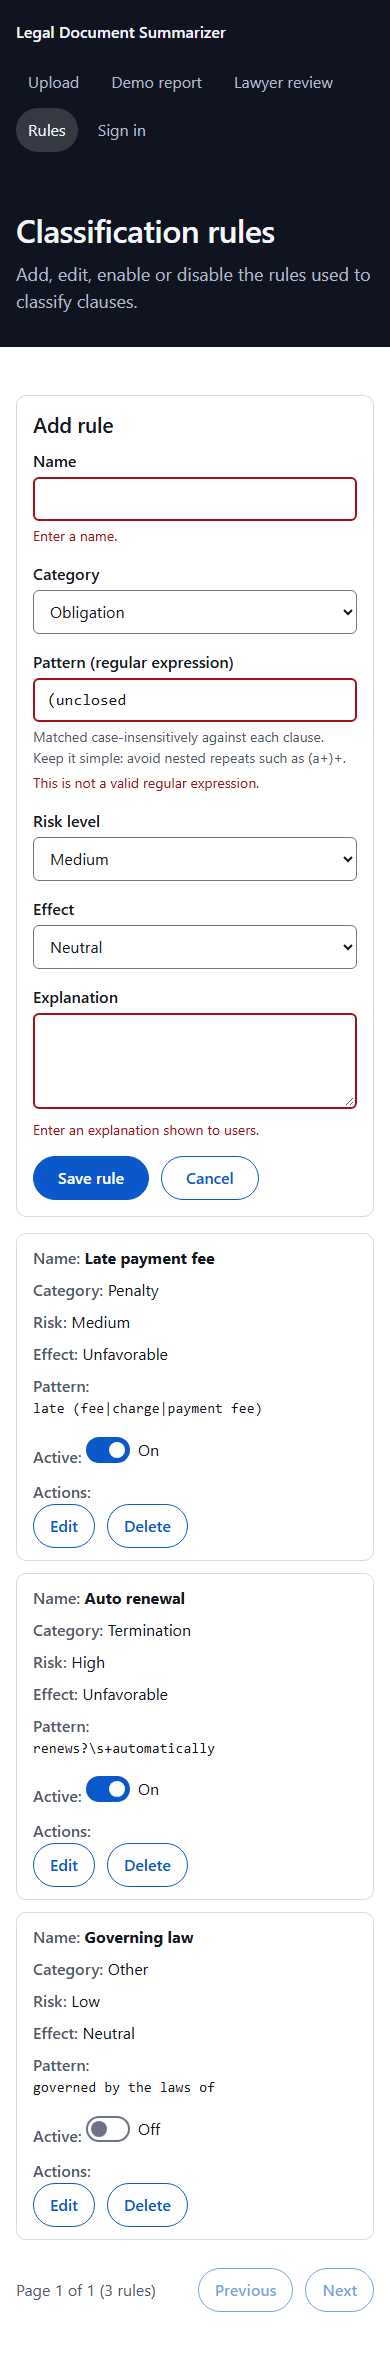 Legal Document Summarizer
Upload Demo report Lawyer review
Rules Sign in
Classification rules
Add, edit, enable or disable the rules used to
classify clauses.
Add rule
Name
Enter a name.
Category
Obligation
Pattern (regular expression)
(unclosed
Matched case-insensitively against each clause.
Keep it simple: avoid nested repeats such as (a+)+.
This is not a valid regular expression.
Risk level
Medium
Effect
Neutral
Explanation
Enter an explanation shown to users.
Save rule Cancel
Name: Late payment fee
Category: Penalty
Risk: Medium
Effect: Unfavorable
Pattern:
late (fee|charge|payment fee)
Active: On
Actions:
Edit Delete
Name: Auto renewal
Category: Termination
Risk: High
Effect: Unfavorable
Pattern:
renews?\s+automatically
Active: On
Actions:
Edit Delete
Name: Governing law
Category: Other
Risk: Low
Effect: Neutral
Pattern:
governed by the laws of
Active: Off
Actions:
Edit Delete
Page 1 of 1 (3 rules) Previous Next